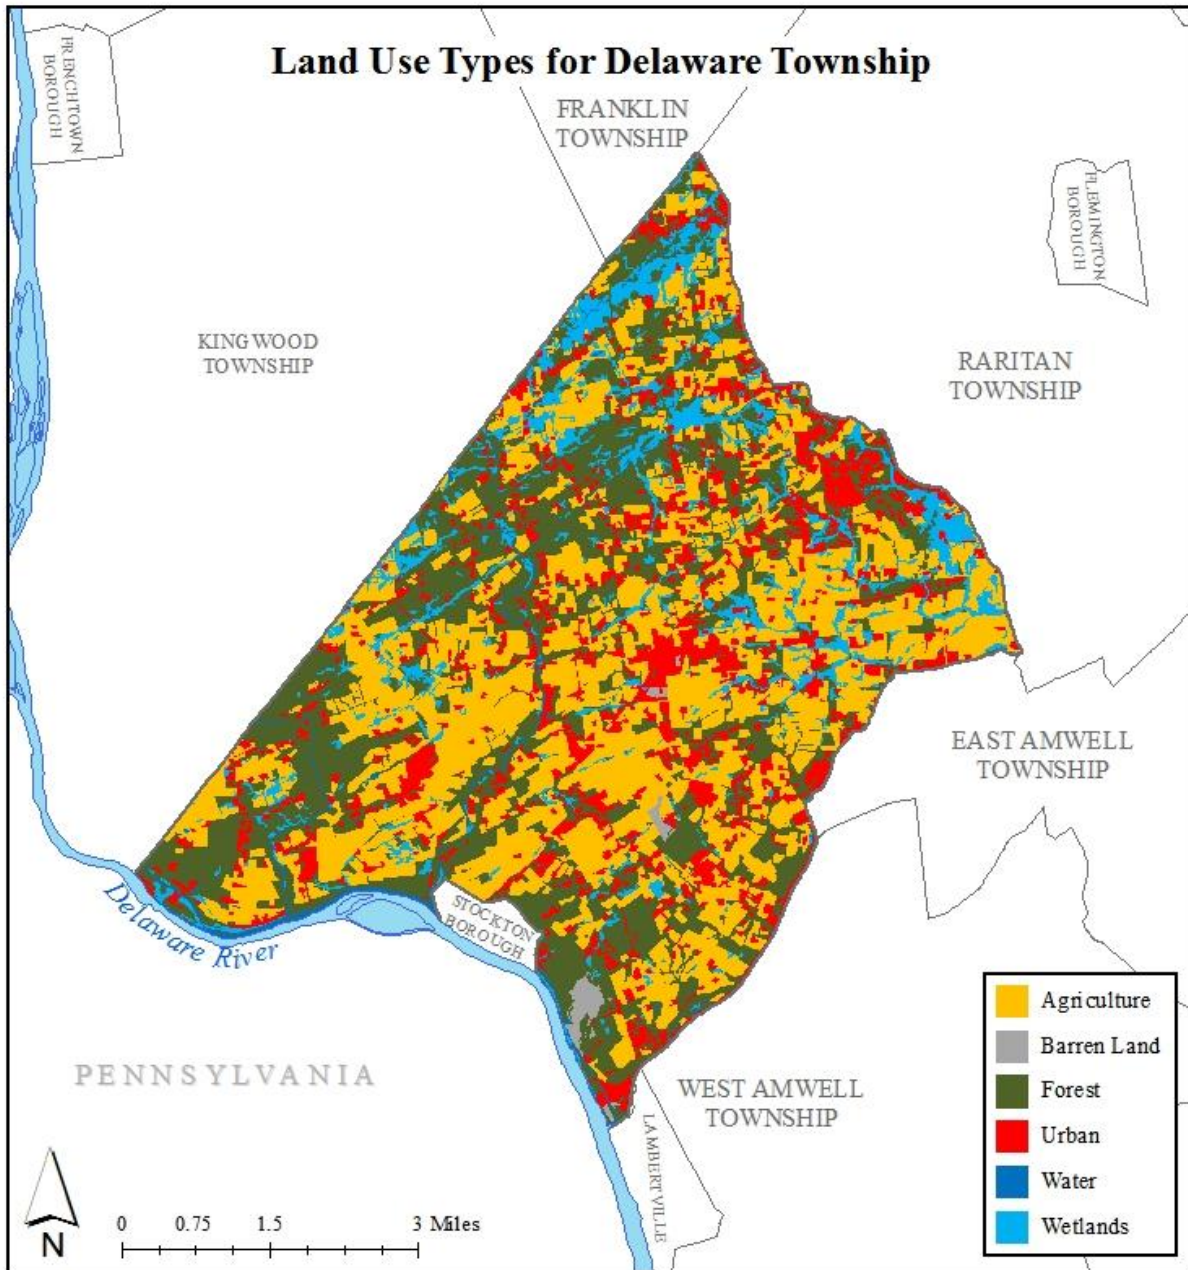 Land Use Types for Delaware Township
FRENCHTOWN
BOROUGH
FRANKLIN
TOWNSHIP
FLEMINGTON
BOROUGH
KINGWOOD
TOWNSHIP
RARITAN
TOWNSHIP
EAST AMWELL
TOWNSHIP
STOCKTON
BOROUGH
Delaware River
PENNSYLVANIA
WEST AMWELL
TOWNSHIP
LAMBERTVILLE
Agriculture
Barren Land
Forest
Urban
Water
Wetlands
N
0 0.75 1.5 3 Miles